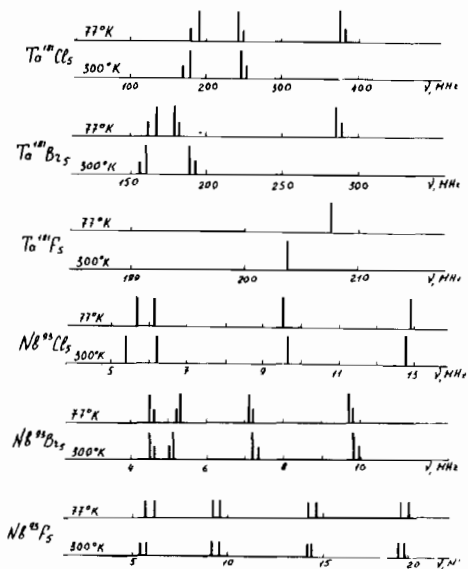 77°K
Ta¹⁸¹Cl₅
300°K
100 200 300 400 ν, MHz
77°K
Ta¹⁸¹Br₅
300°K
150 200 250 300 ν, MHz
77°K
Ta¹⁸¹F₅
300°K
190 200 210 ν, MHz
77°K
Nb⁹³Cl₅
300°K
5 7 9 11 13 ν, MHz
77°K
Nb⁹³Br₅
300°K
4 6 8 10 ν, MHz
77°K
Nb⁹³F₅
300°K
5 10 15 20 ν, M